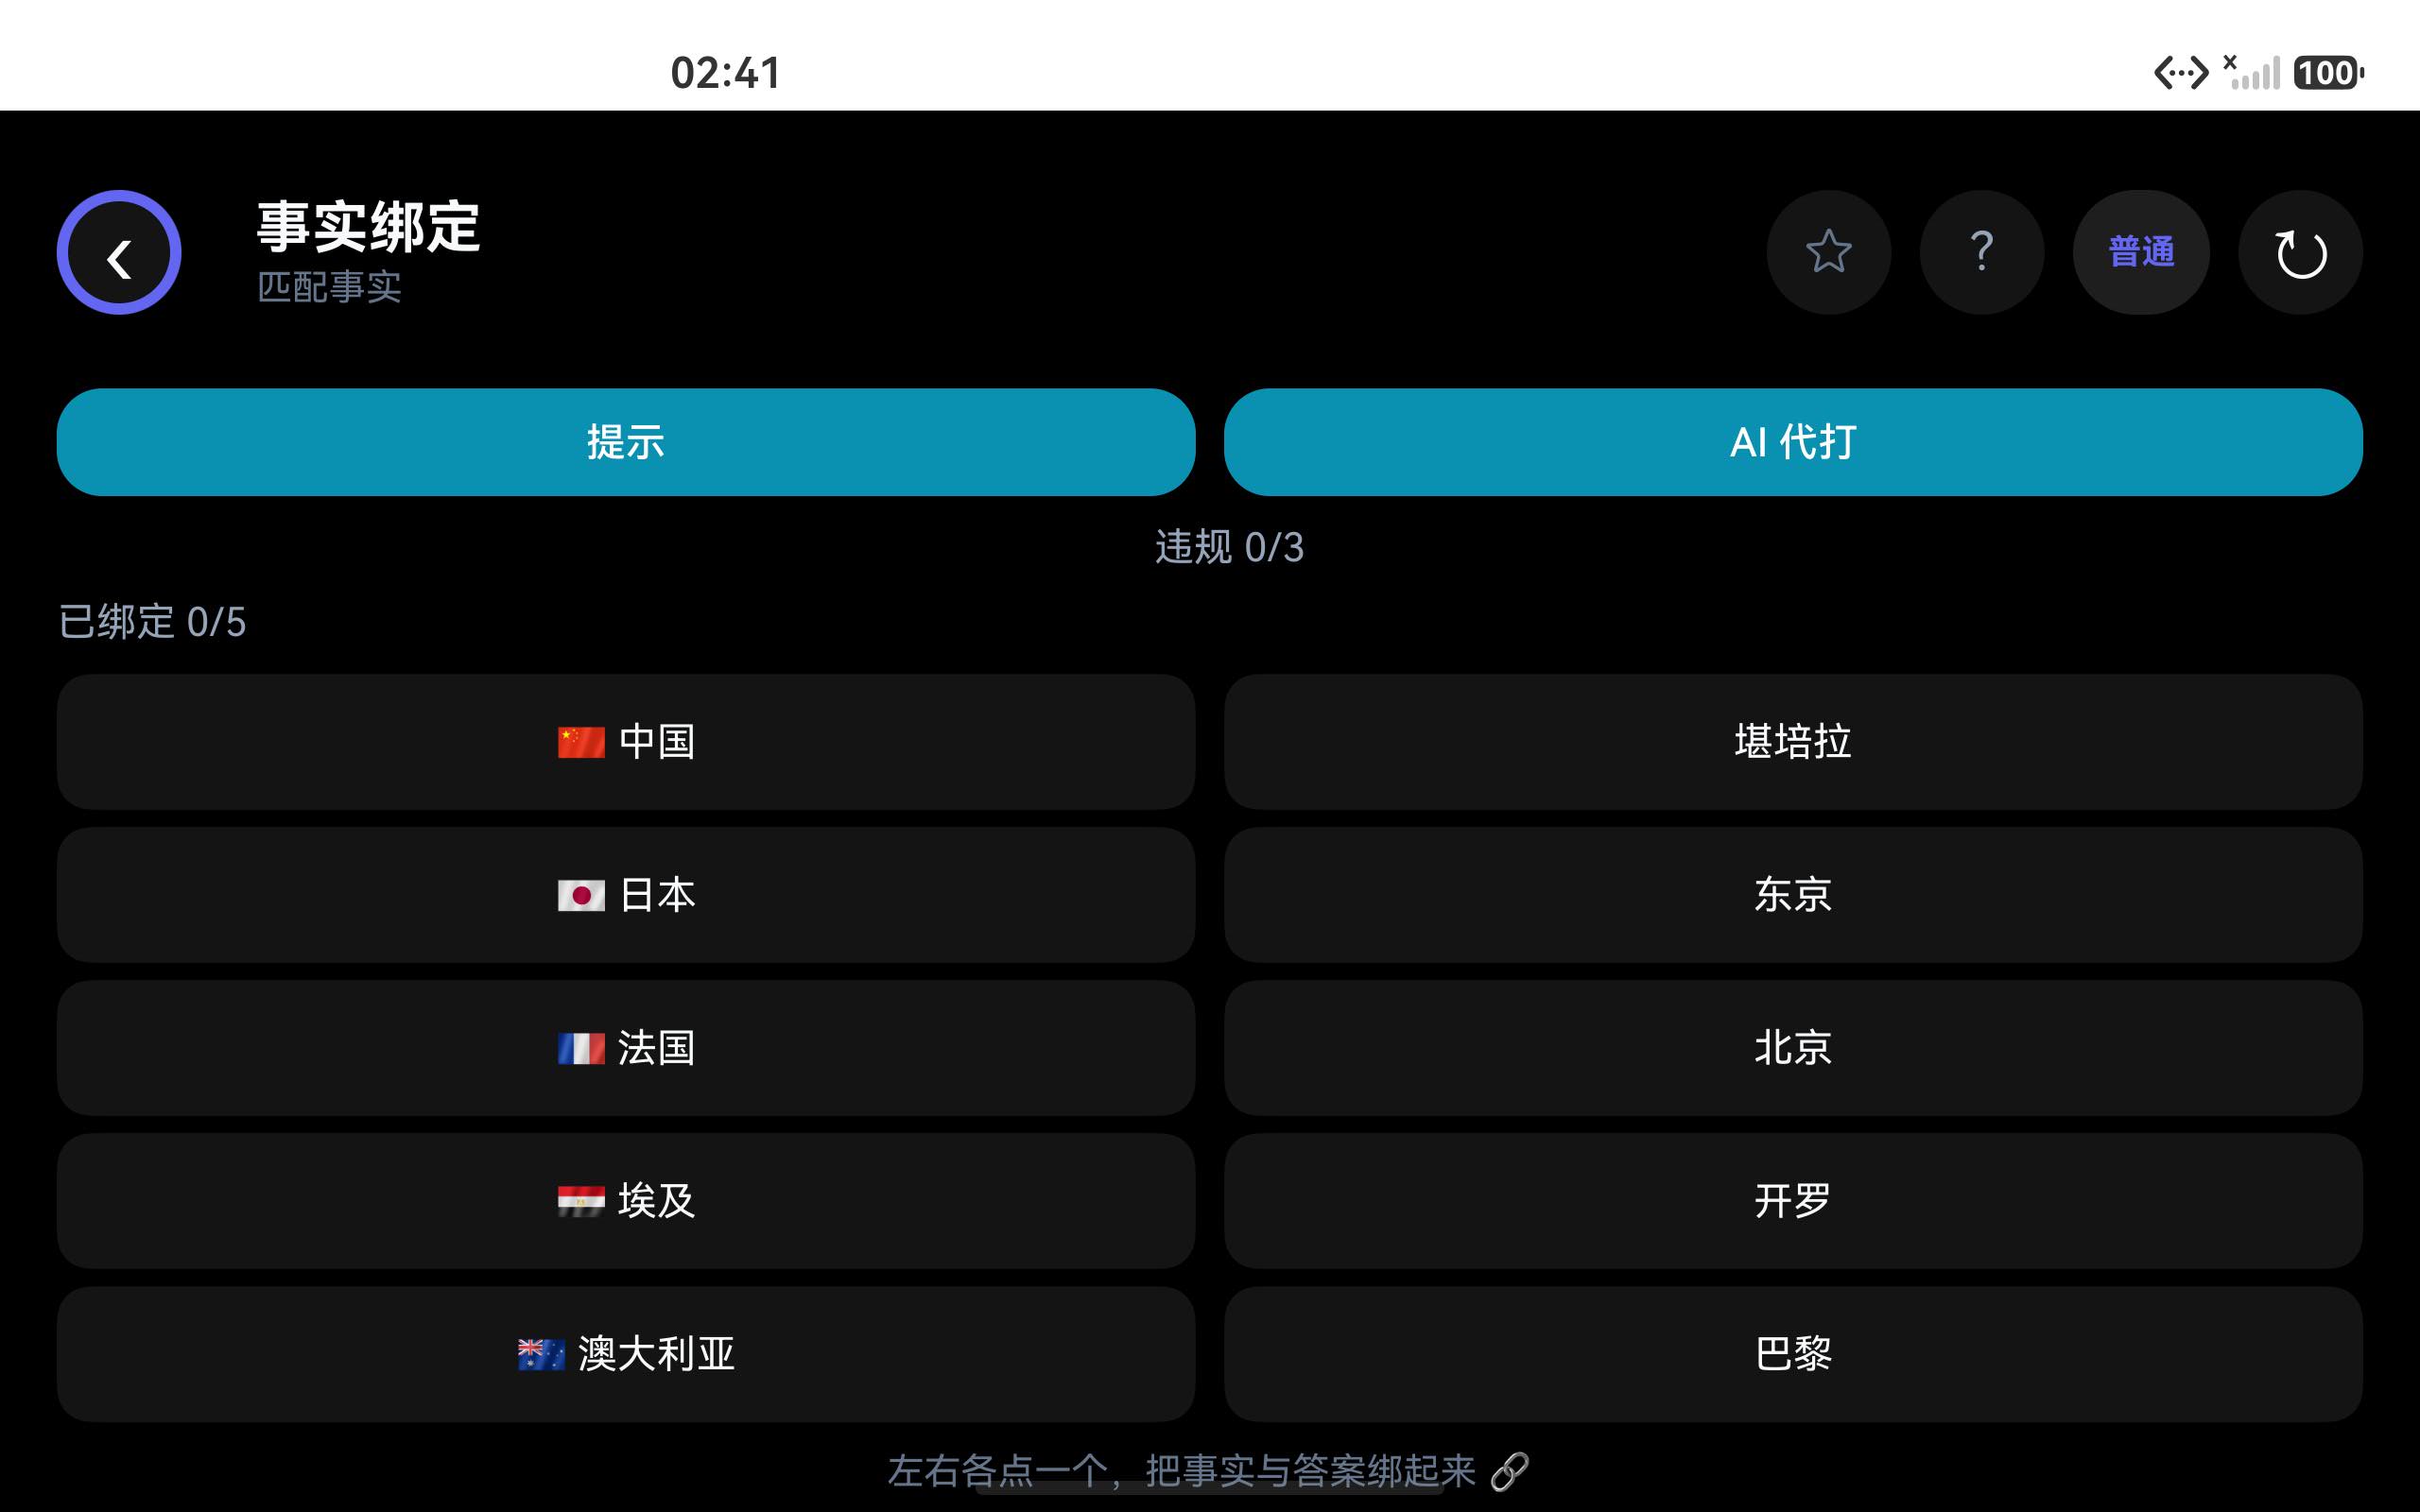 02:41
100
事实绑定
匹配事实
?
普通
提示
AI 代打
违规 0/3
已绑定 0/5
中国
堪培拉
日本
东京
法国
北京
埃及
开罗
澳大利亚
巴黎
左右各点一个，把事实与答案绑起来